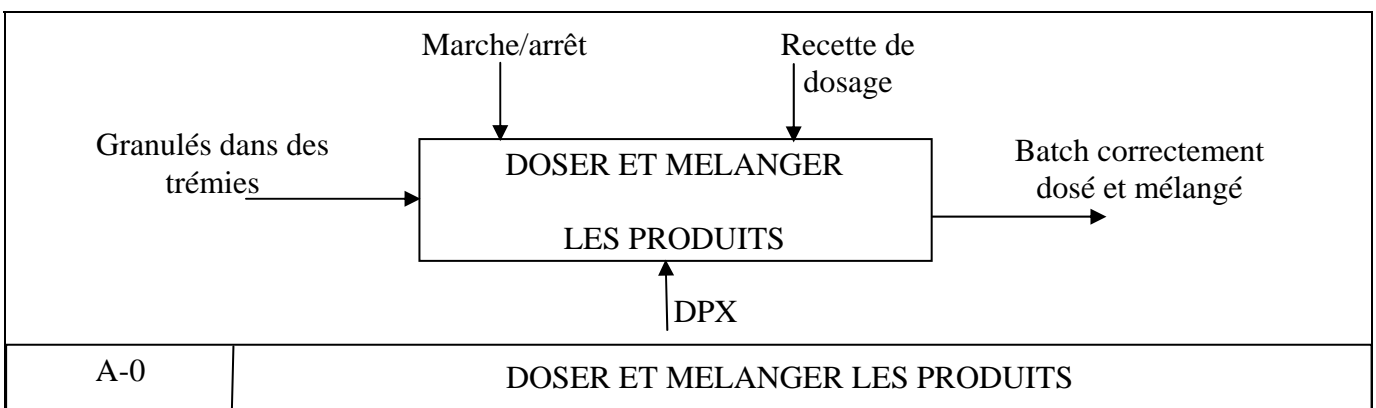 Marche/arrêt
Recette de
dosage
Granulés dans des
trémies
DOSER ET MELANGER
LES PRODUITS
Batch correctement
dosé et mélangé
DPX
A-0
DOSER ET MELANGER LES PRODUITS